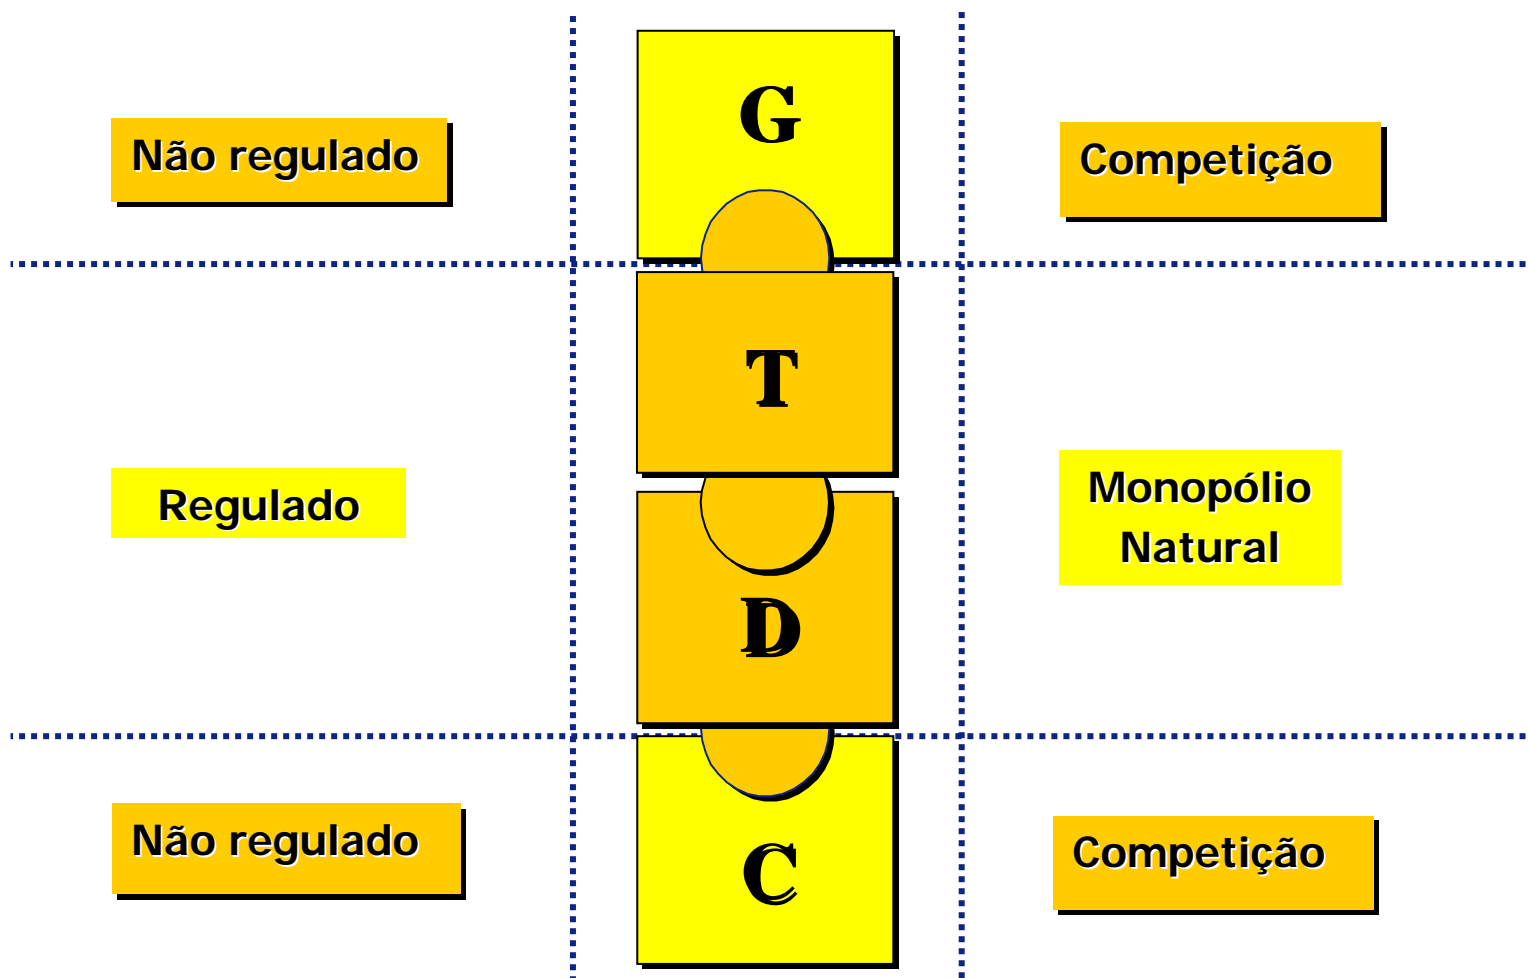 G
Não regulado
Competição
T
Regulado
Monopólio
Natural
D
Não regulado
Competição
C